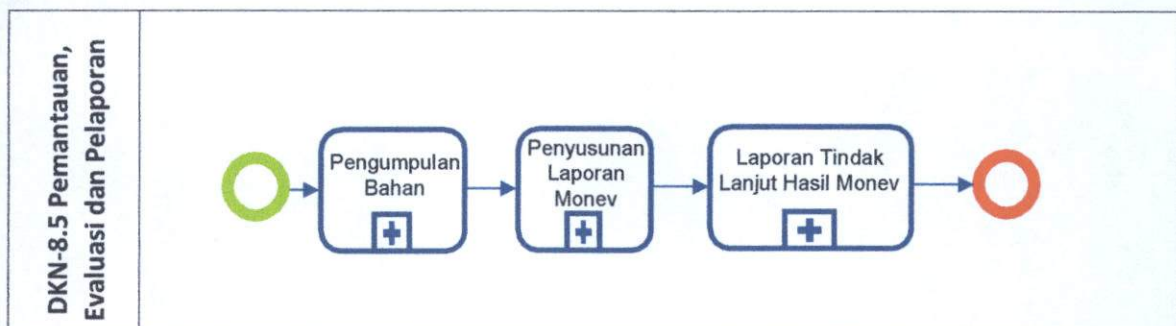 DKN-8.5 Pemantauan,
Evaluasi dan Pelaporan
Pengumpulan
Bahan
Penyusunan
Laporan
Monev
Laporan Tindak
Lanjut Hasil Monev